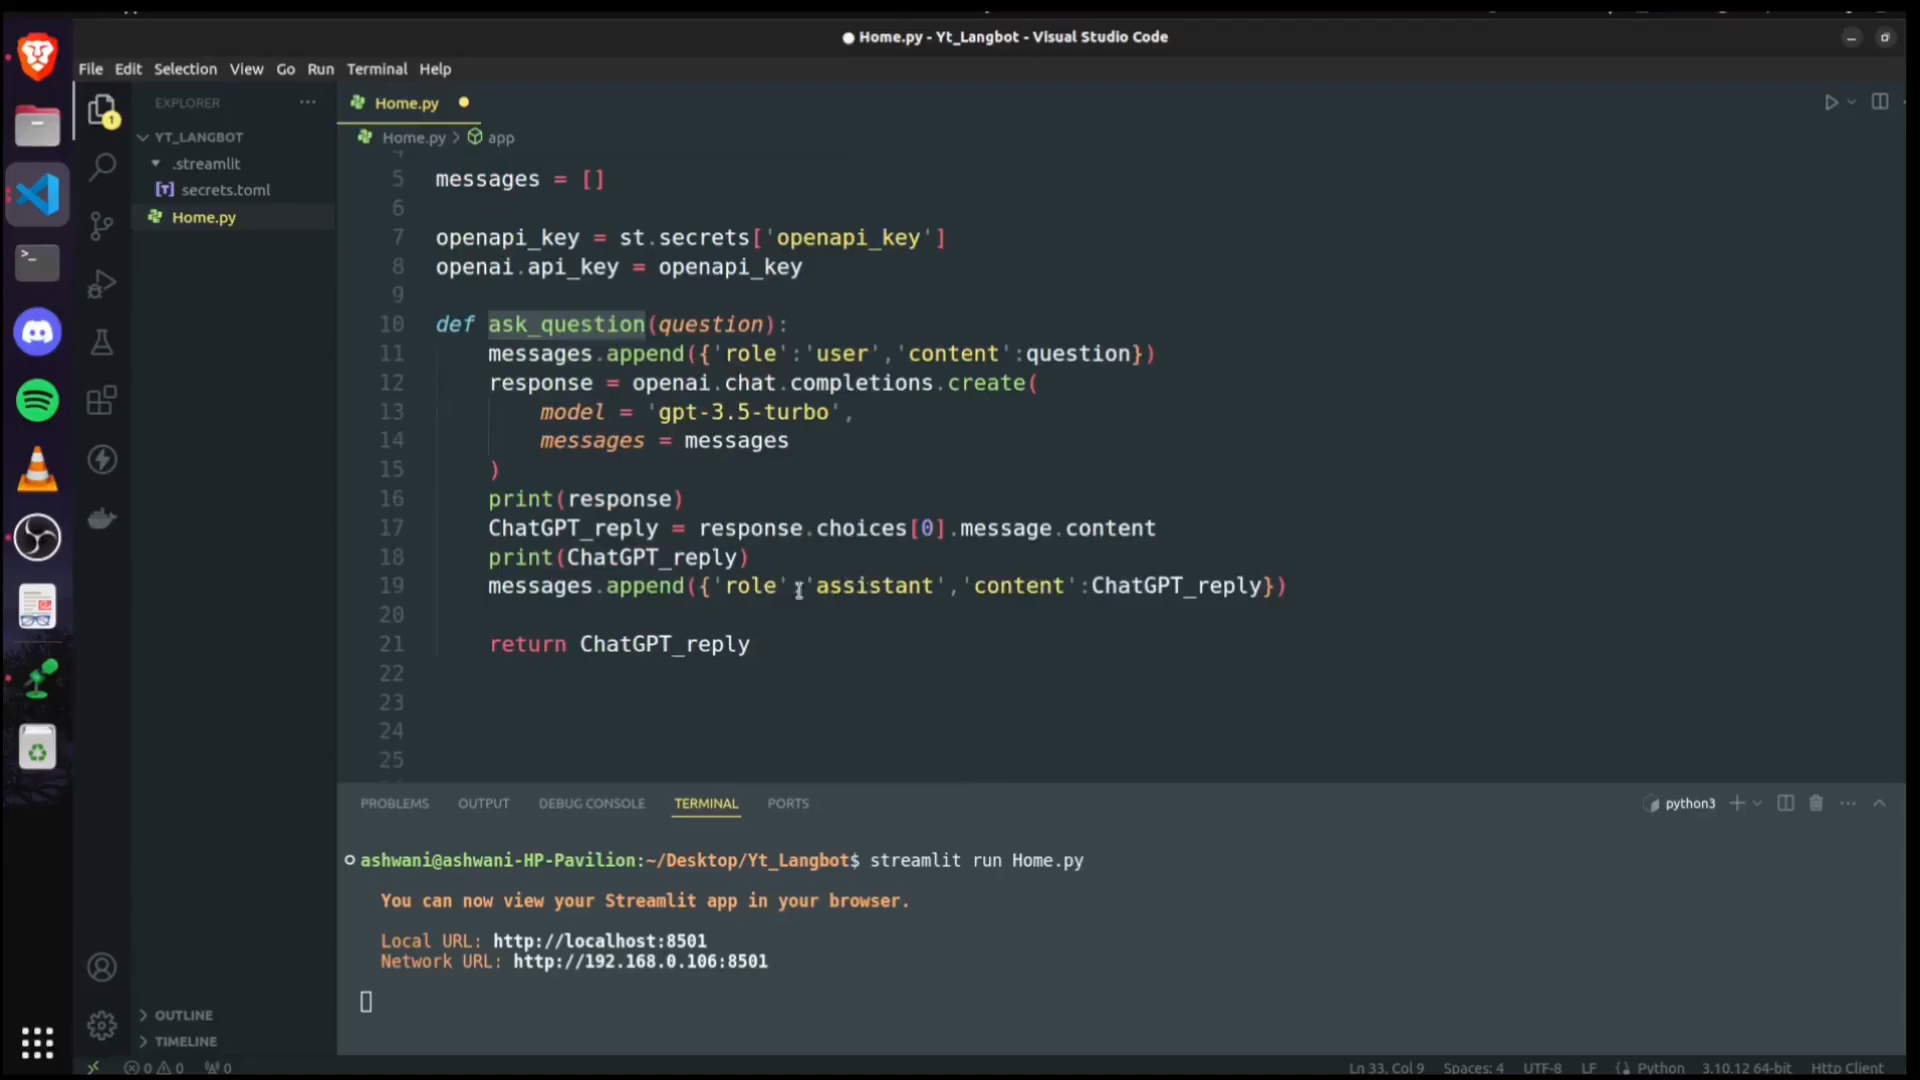 Home.py - Yt_Langbot - Visual Studio Code
File Edit Selection View Go Run Terminal Help
EXPLORER
YT_LANGBOT
.streamlit
secrets.toml
Home.py
1
Home.py
Home.py > app
5 messages = []
6
7 openapi_key = st.secrets['openapi_key']
8 openai.api_key = openapi_key
9
10 def ask_question(question):
11 messages.append({'role':'user','content':question})
12 response = openai.chat.completions.create(
13 model = 'gpt-3.5-turbo',
14 messages = messages
15 )
16 print(response)
17 ChatGPT_reply = response.choices[0].message.content
18 print(ChatGPT_reply)
19 messages.append({'role':'assistant','content':ChatGPT_reply})
20
21 return ChatGPT_reply
22
23
24
25
PROBLEMS OUTPUT DEBUG CONSOLE TERMINAL PORTS
python3
ashwani@ashwani-HP-Pavilion:~/Desktop/Yt_Langbot$ streamlit run Home.py
You can now view your Streamlit app in your browser.
Local URL: http://localhost:8501
Network URL: http://192.168.0.106:8501
OUTLINE
TIMELINE
0 0 0 Ln 33, Col 9 Spaces: 4 UTF-8 LF Python 3.10.12 64-bit Http Client